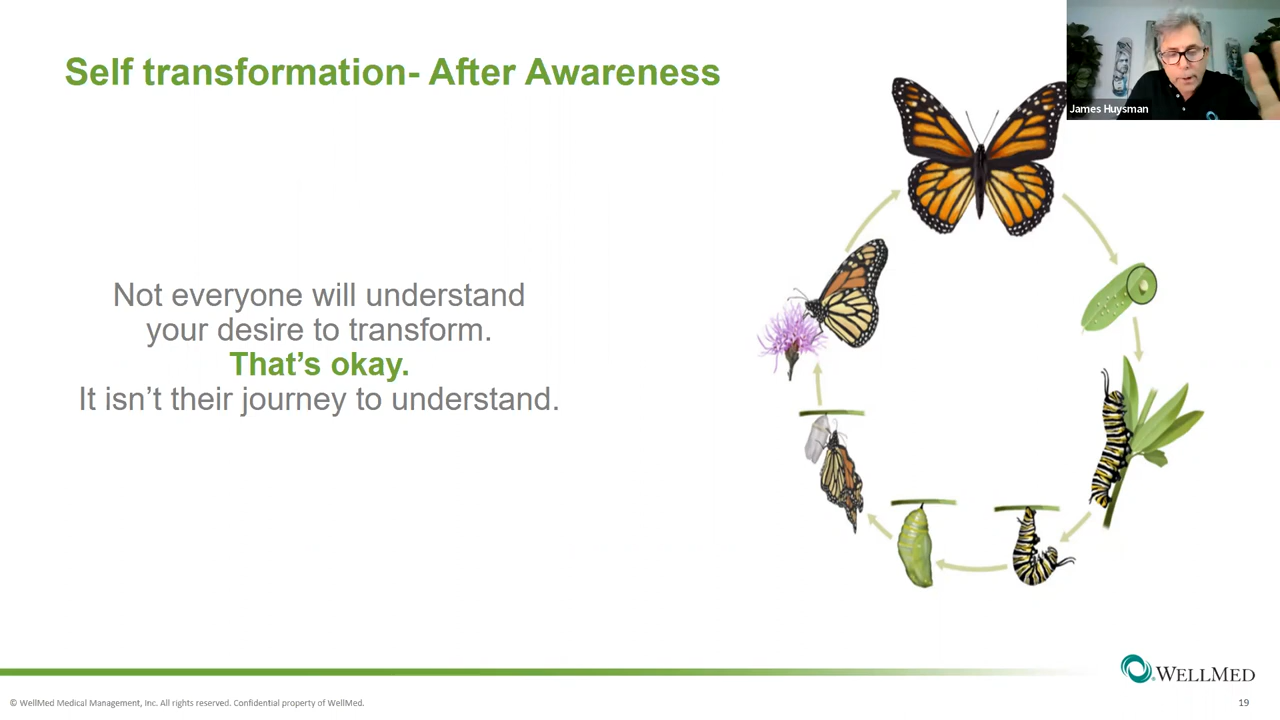 Self transformation- After Awareness
James Huysman
Not everyone will understand
your desire to transform.
That’s okay.
It isn’t their journey to understand.
WELLMED
© WellMed Medical Management, Inc. All rights reserved. Confidential property of WellMed.
19